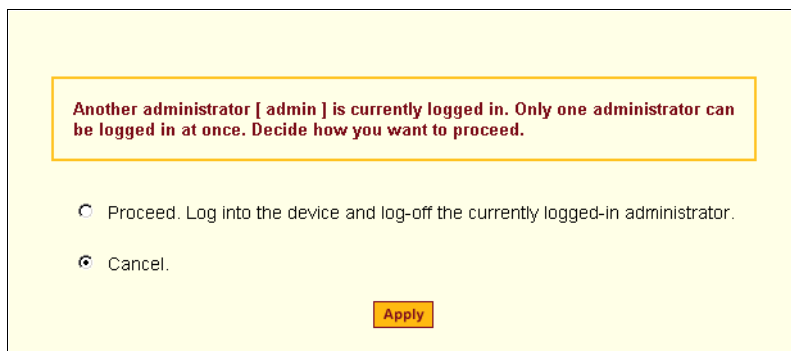 Another administrator [ admin ] is currently logged in. Only one administrator can
be logged in at once. Decide how you want to proceed.
Proceed. Log into the device and log-off the currently logged-in administrator.
Cancel.
Apply